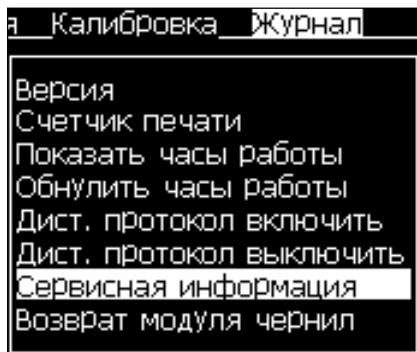 я Калибровка Журнал
Версия
Счетчик печати
Показать часы работы
Обнулить часы работы
Дист. протокол включить
Дист. протокол выключить
Сервисная информация
Возврат модуля чернил